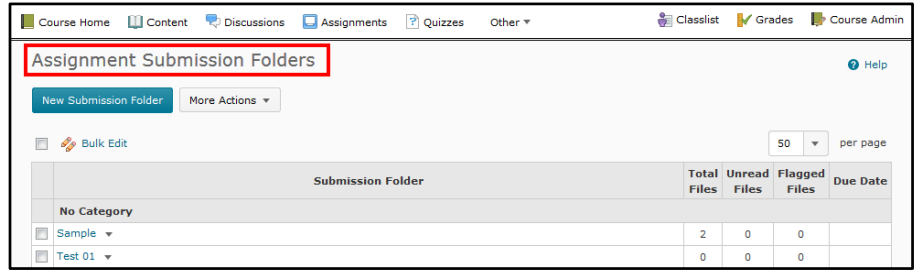 Course Home Content Discussions Assignments Quizzes Other Classlist Grades Course Admin
Assignment Submission Folders
Help
New Submission Folder More Actions
Bulk Edit 50 per page
Submission Folder Total Files Unread Files Flagged Files Due Date
No Category
Sample 2 0 0
Test 01 0 0 0